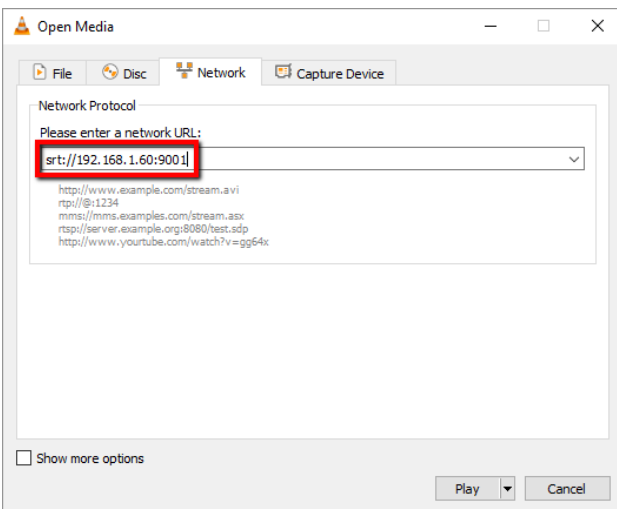 Open Media
File Disc Network Capture Device
Network Protocol
Please enter a network URL:
srt://192.168.1.60:9001
http://www.example.com/stream.avi
rtp://@:1234
mms://mms.examples.com/stream.asx
rtsp://server.example.org:8080/test.sdp
http://www.yourtube.com/watch?v=gg64x
Show more options
Play Cancel